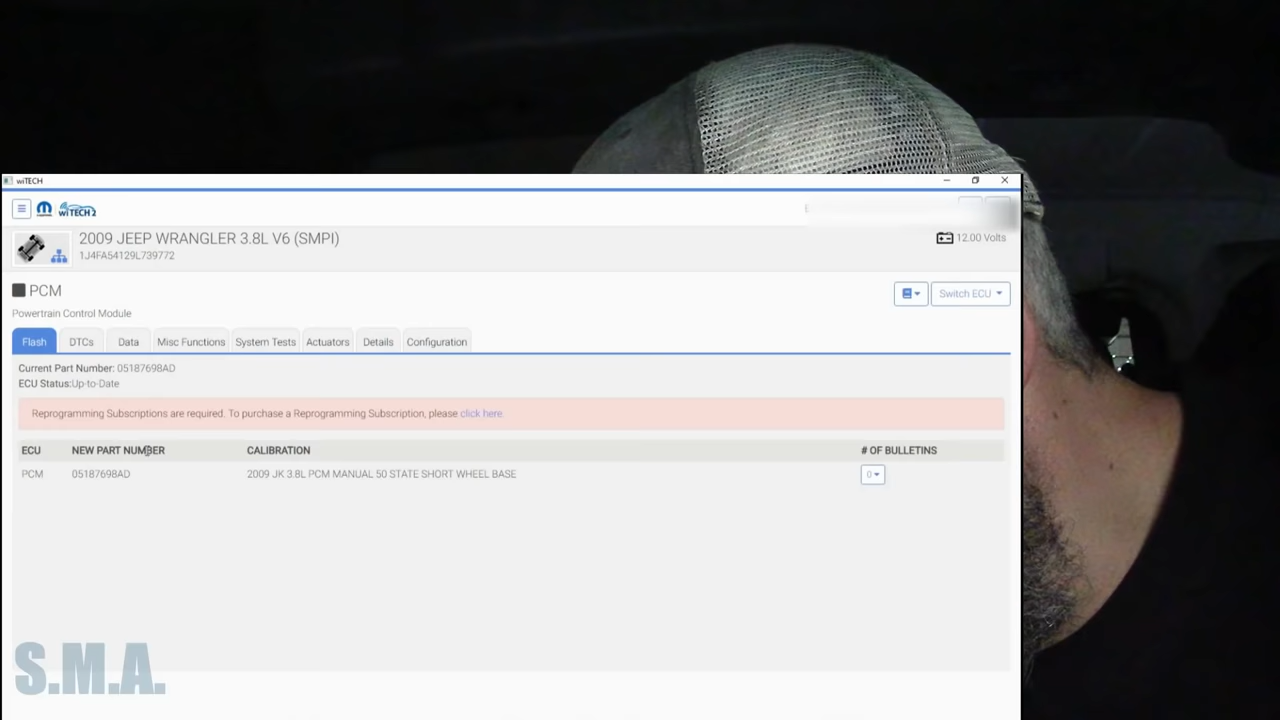 wiTECH
wiTECH 2
2009 JEEP WRANGLER 3.8L V6 (SMPI)
1J4FA54129L739772
12.00 Volts
PCM
Switch ECU
Powertrain Control Module
Flash DTCs Data Misc Functions System Tests Actuators Details Configuration
Current Part Number: 05187698AD
ECU Status:Up-to-Date
Reprogramming Subscriptions are required. To purchase a Reprogramming Subscription, please click here.
ECU NEW PART NUMBER CALIBRATION # OF BULLETINS
PCM 05187698AD 2009 JK 3.8L PCM MANUAL 50 STATE SHORT WHEEL BASE 0
S.M.A.